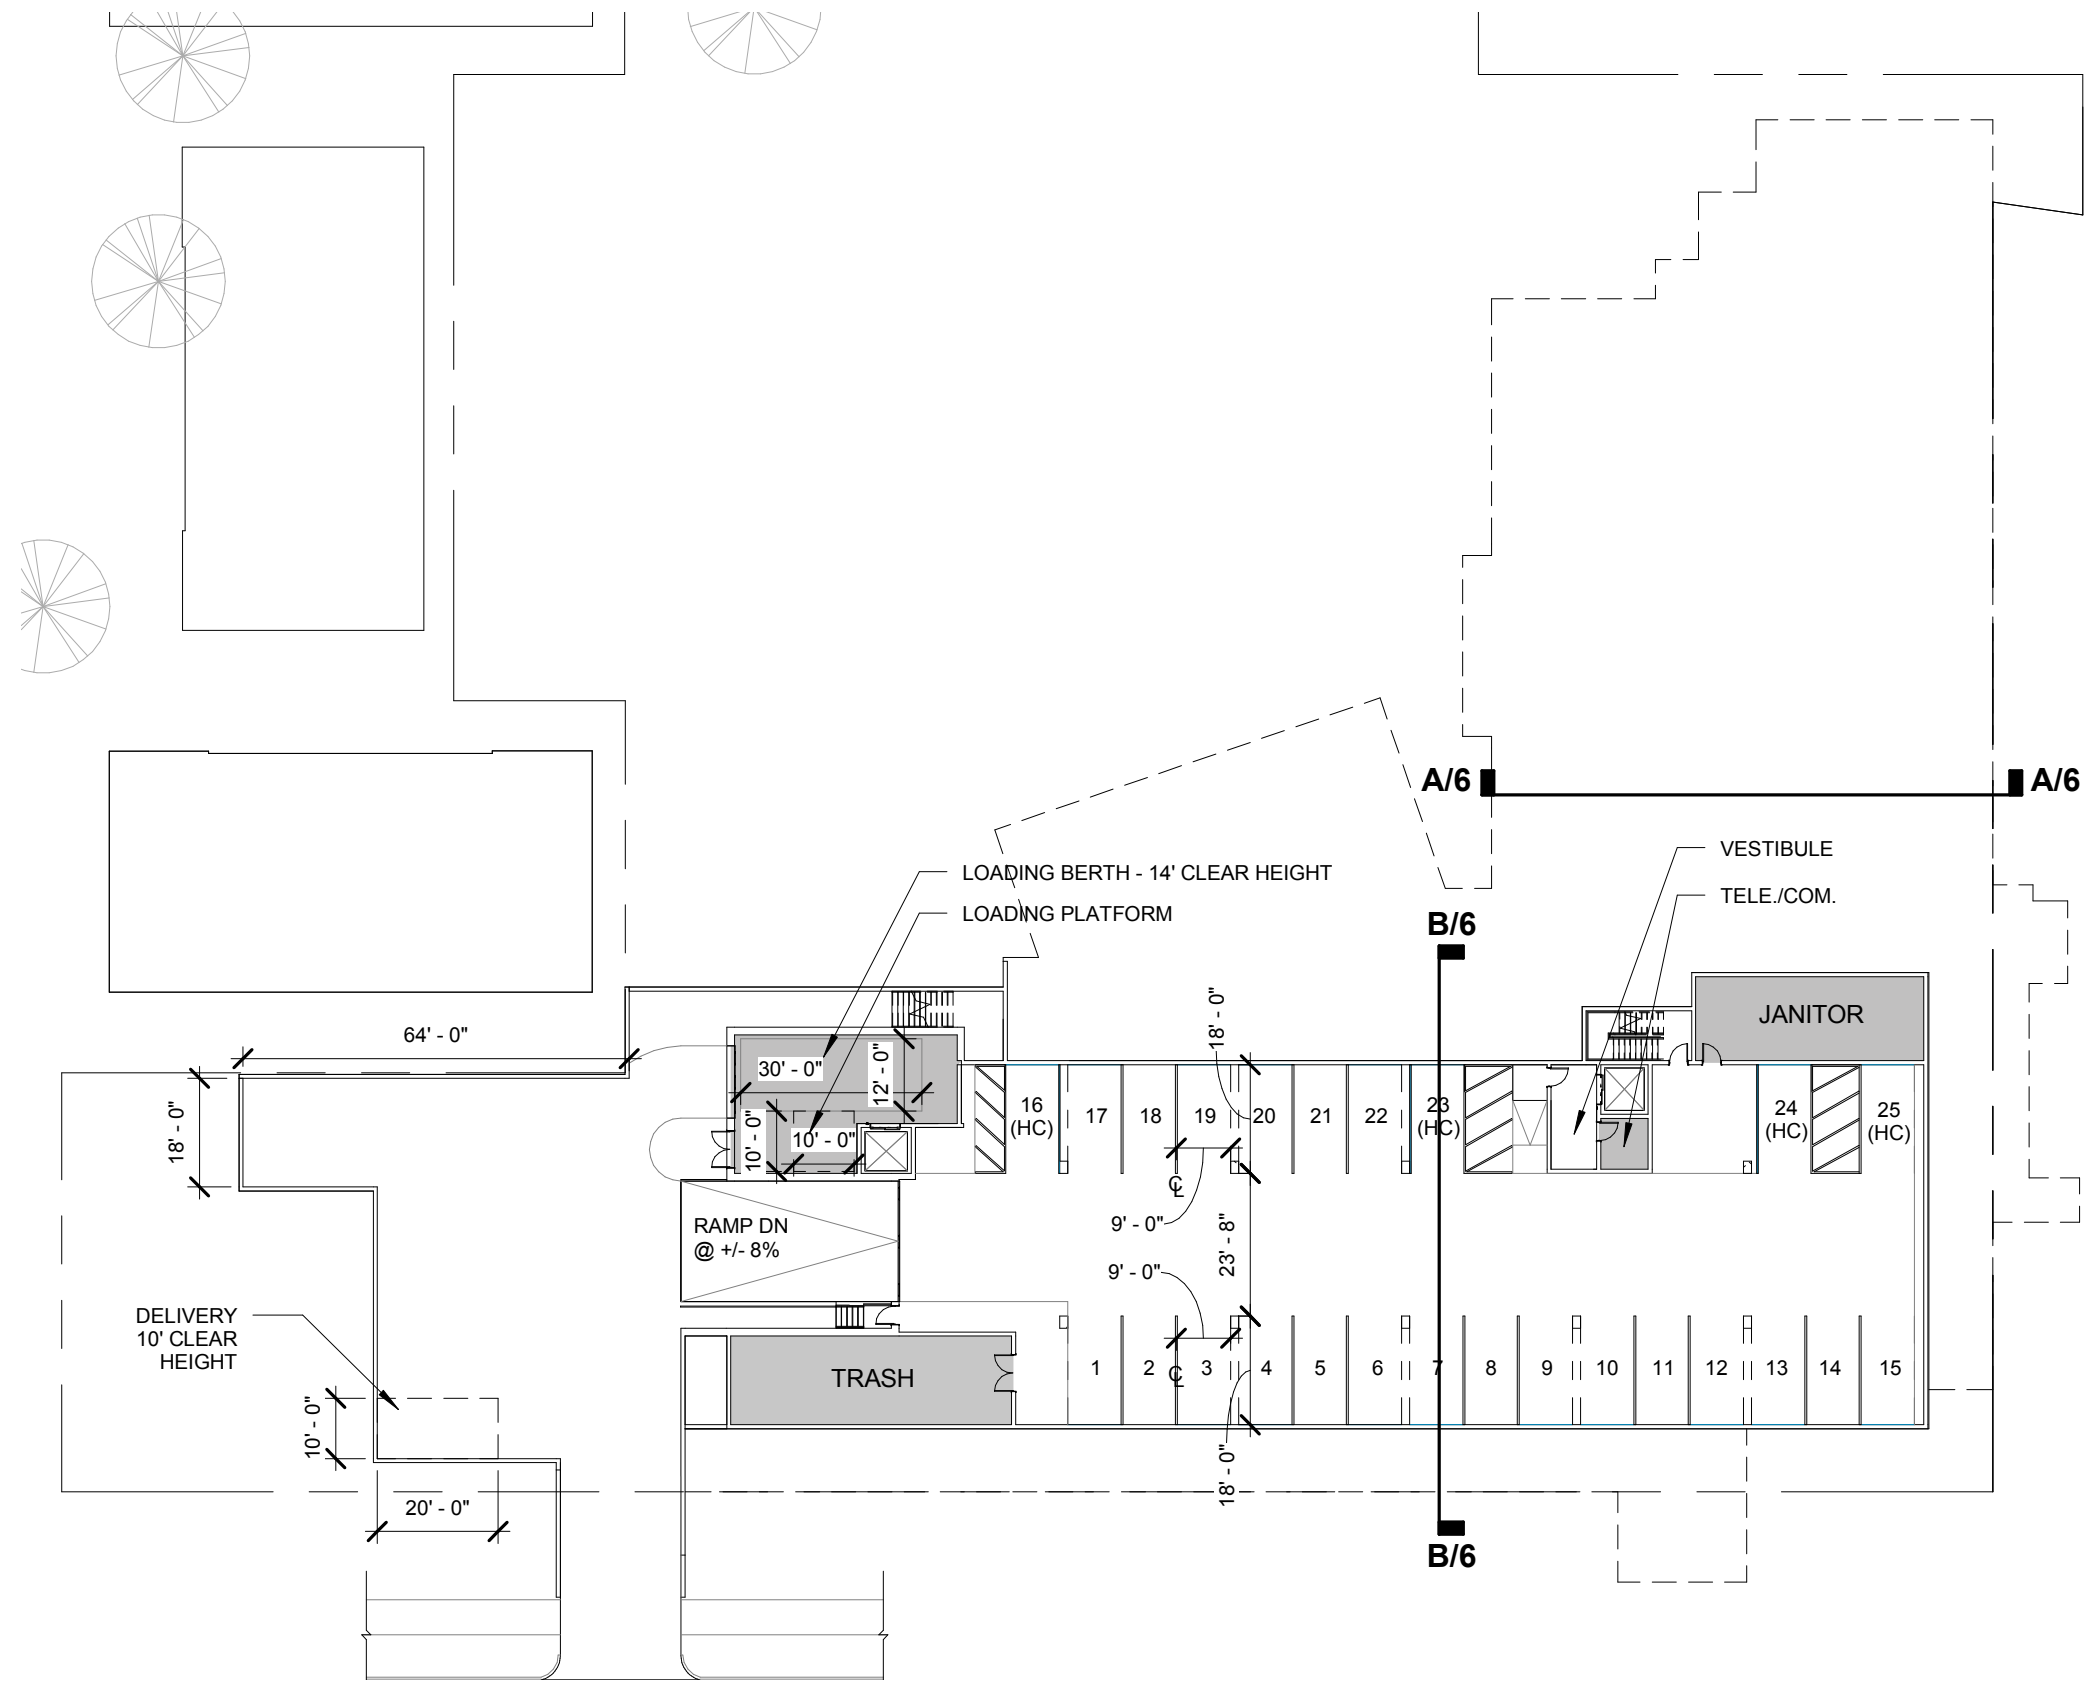 A/6
A/6
VESTIBULE
LOADING BERTH - 14' CLEAR HEIGHT
TELE./COM.
LOADING PLATFORM
B/6
JANITOR
64' - 0"
18' - 0"
30' - 0"
12' - 0"
18' - 0"
10' - 0"
10' - 0"
16
(HC)
17
18
19
20
21
22
23
(HC)
24
(HC)
25
(HC)
℄
RAMP DN
@ +/- 8%
9' - 0"
23' - 8"
9' - 0"
DELIVERY
10' CLEAR
HEIGHT
TRASH
1
2
℄
3
4
5
6
7
8
9
10
11
12
13
14
15
10' - 0"
18' - 0"
20' - 0"
B/6